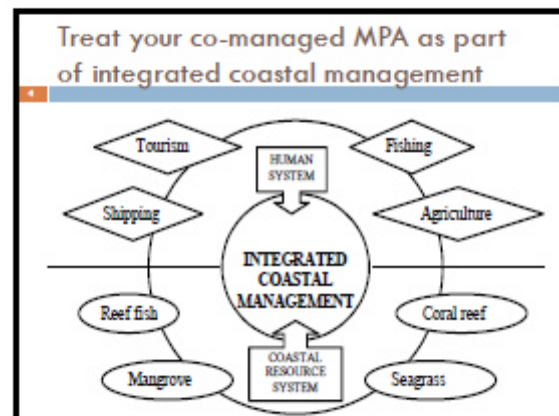 Treat your co-managed MPA as part
of integrated coastal management
4
Tourism
Fishing
HUMAN
SYSTEM
Shipping
Agriculture
INTEGRATED
COASTAL
MANAGEMENT
Reef fish
Coral reef
COASTAL
RESOURCE
SYSTEM
Mangrove
Seagrass